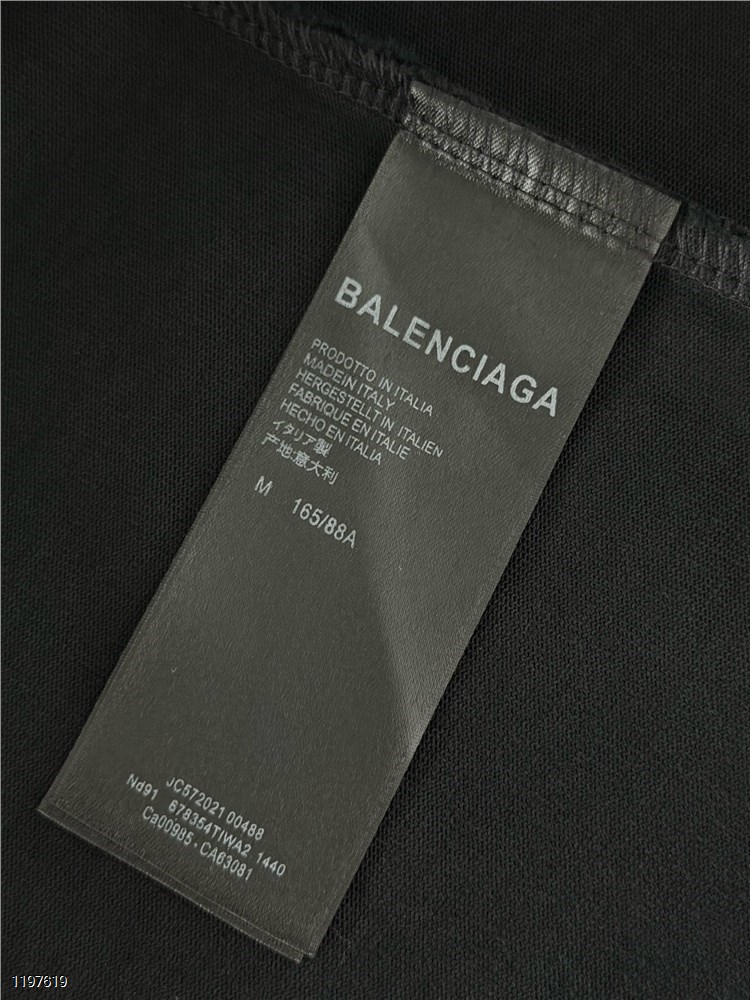 BALENCIAGA
PRODOTTO IN ITALIA
MADE IN ITALY
HERGESTELLT IN ITALIEN
FABRIQUE EN ITALIE
HECHO EN ITALIA
イタリア製
产地:意大利
M 165/88A
JC572021 00488
Nd91 678354TIWA2 1440
Ca00985 - CA63081
1197619